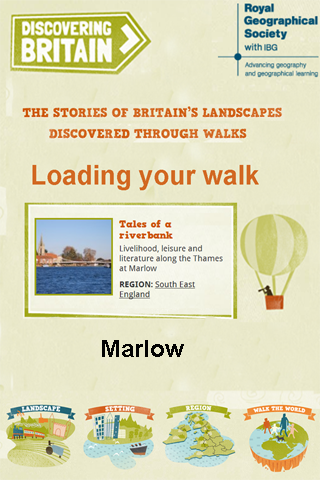 DISCOVERING
BRITAIN
Royal
Geographical
Society
with IBG
Advancing geography
and geographical learning
THE STORIES OF BRITAIN'S LANDSCAPES
DISCOVERED THROUGH WALKS
Loading your walk
Tales of a
riverbank
Livelihood, leisure and
literature along the Thames
at Marlow
REGION: South East
England
Marlow
LANDSCAPE
SETTING
REGION
WALK THE WORLD